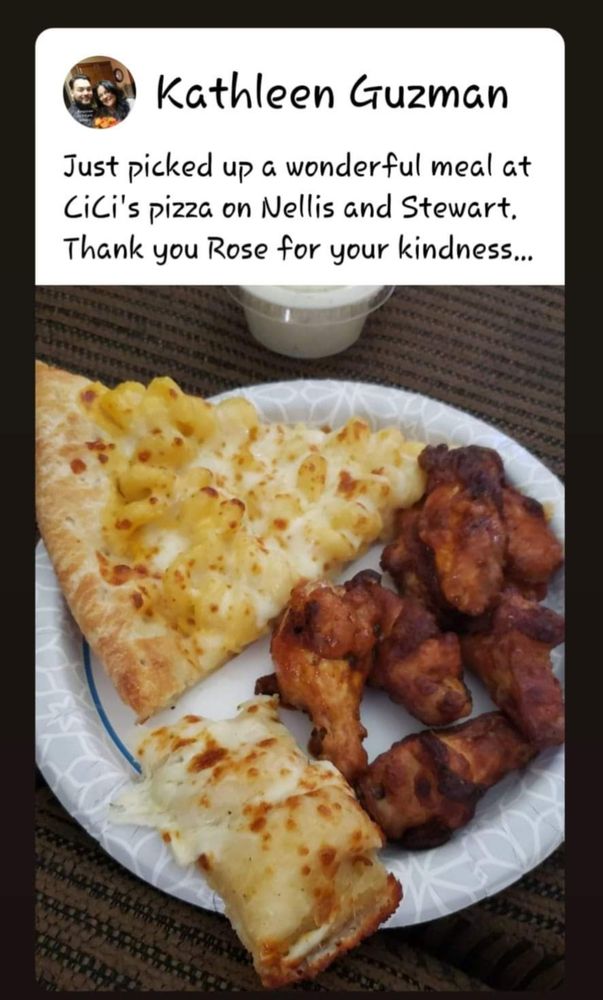 Kathleen Guzman
Just picked up a wonderful meal at
CiCi's pizza on Nellis and Stewart.
Thank you Rose for your kindness...